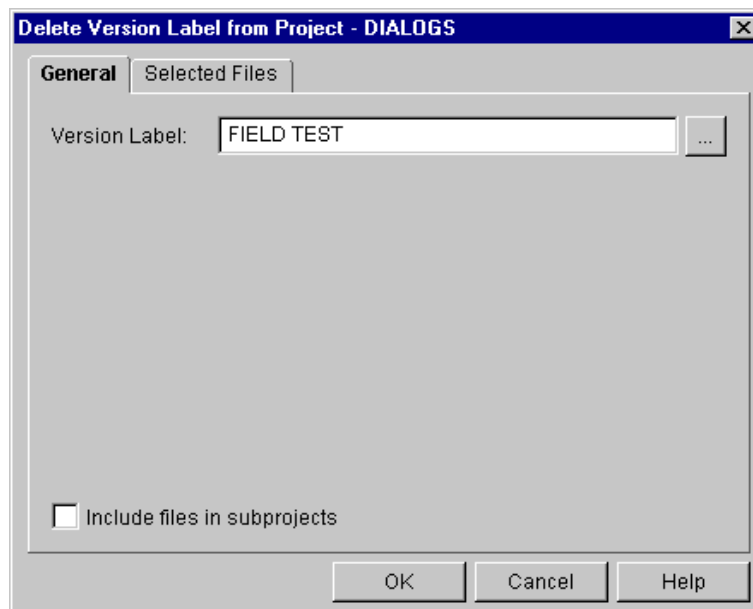 Delete Version Label from Project - DIALOGS
General
Selected Files
Version Label:
FIELD TEST
...
Include files in subprojects
OK
Cancel
Help